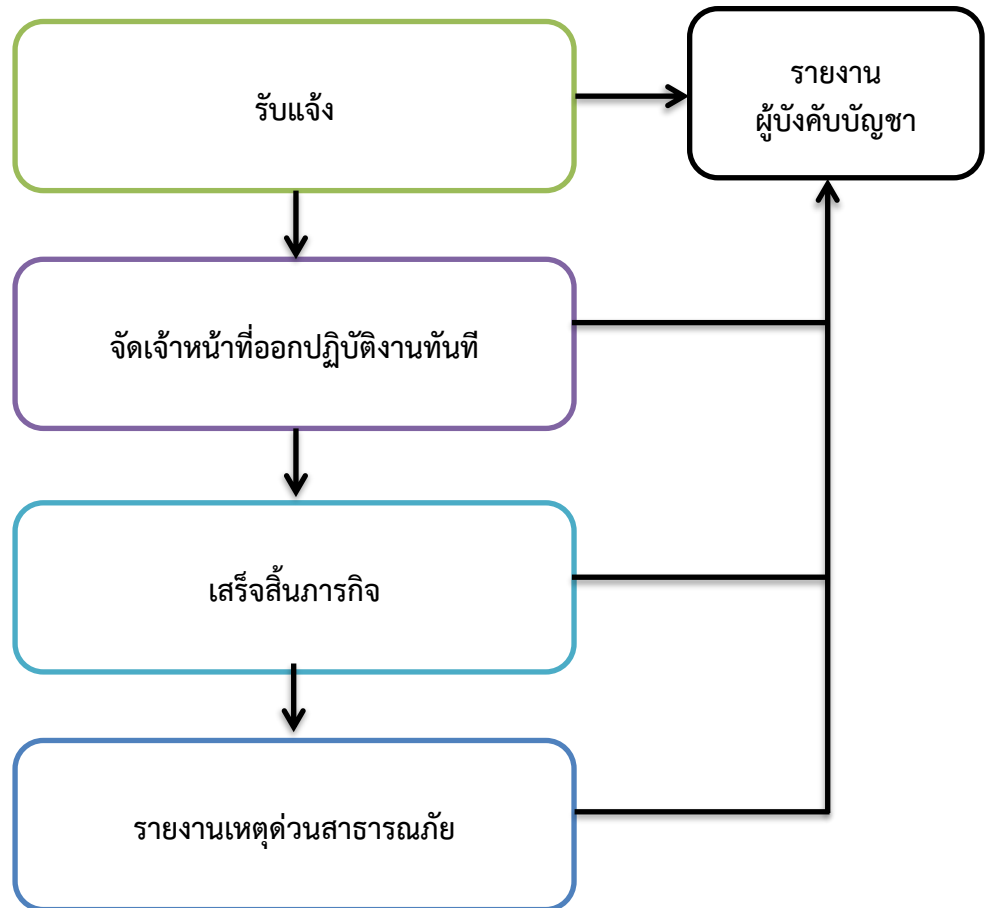 รับแจ้ง
รายงาน
ผู้บังคับบัญชา
จัดเจ้าหน้าที่ออกปฏิบัติงานทันที
เสร็จสิ้นภารกิจ
รายงานเหตุด่วนสาธารณภัย